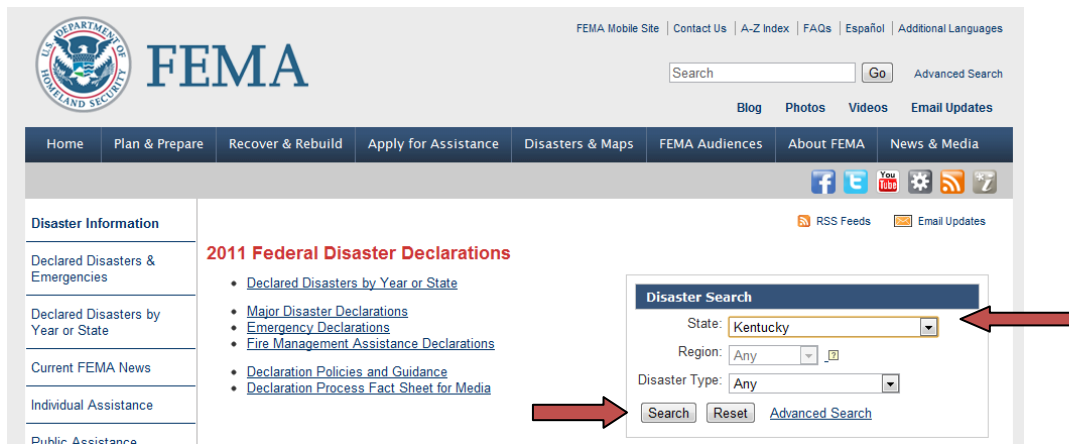 U.S. DEPARTMENT OF HOMELAND SECURITY
FEMA
FEMA Mobile Site | Contact Us | A-Z Index | FAQs | Español | Additional Languages
Search Go Advanced Search
Blog Photos Videos Email Updates
Home Plan & Prepare Recover & Rebuild Apply for Assistance Disasters & Maps FEMA Audiences About FEMA News & Media
You Tube
RSS Feeds Email Updates
Disaster Information
Declared Disasters &
Emergencies
Declared Disasters by
Year or State
Current FEMA News
Individual Assistance
Public Assistance
2011 Federal Disaster Declarations
• Declared Disasters by Year or State
• Major Disaster Declarations
• Emergency Declarations
• Fire Management Assistance Declarations
• Declaration Policies and Guidance
• Declaration Process Fact Sheet for Media
Disaster Search
State: Kentucky
Region: Any ?
Disaster Type: Any
Search Reset Advanced Search